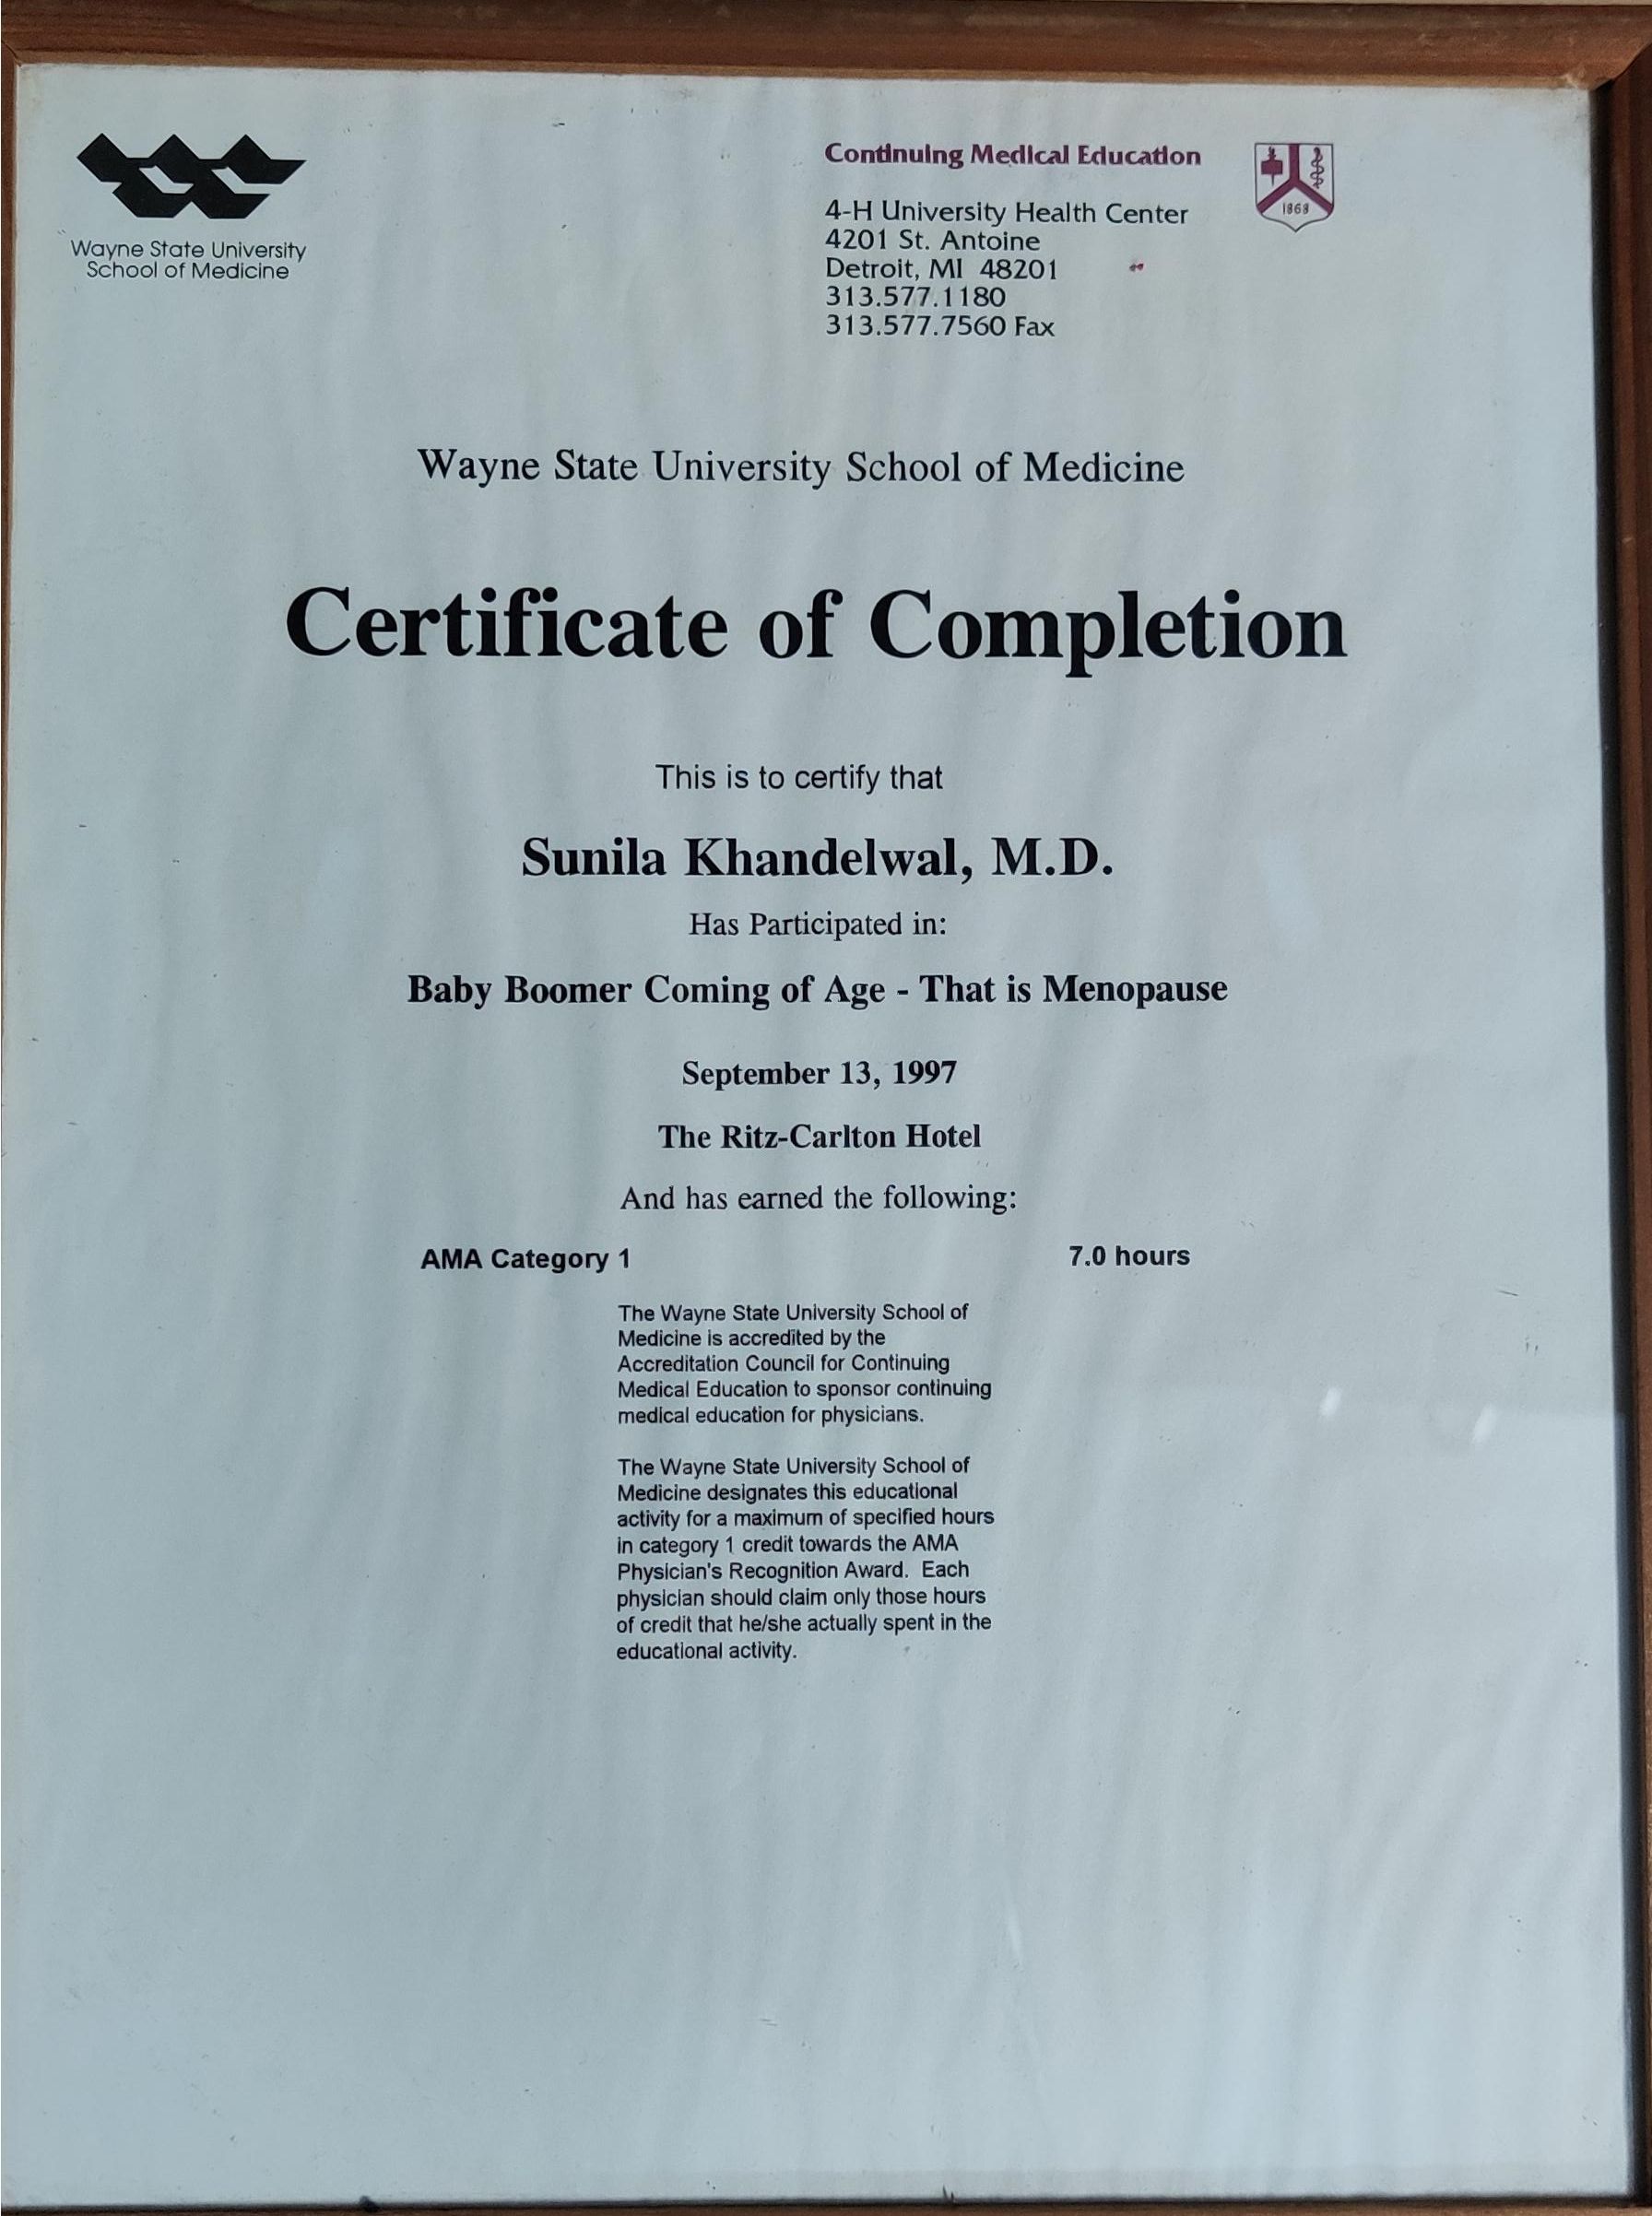 Wayne State University
School of Medicine
Continuing Medical Education
4-H University Health Center
4201 St. Antoine
Detroit, MI 48201
313.577.1180
313.577.7560 Fax
1868
Wayne State University School of Medicine
Certificate of Completion
This is to certify that
Sunila Khandelwal, M.D.
Has Participated in:
Baby Boomer Coming of Age - That is Menopause
September 13, 1997
The Ritz-Carlton Hotel
And has earned the following:
AMA Category 1 7.0 hours
The Wayne State University School of
Medicine is accredited by the
Accreditation Council for Continuing
Medical Education to sponsor continuing
medical education for physicians.
The Wayne State University School of
Medicine designates this educational
activity for a maximum of specified hours
in category 1 credit towards the AMA
Physician's Recognition Award. Each
physician should claim only those hours
of credit that he/she actually spent in the
educational activity.